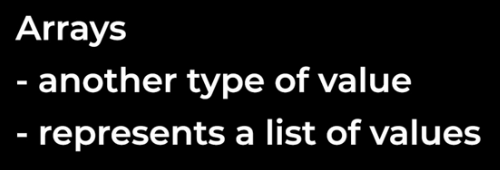 Arrays
- another type of value
- represents a list of values